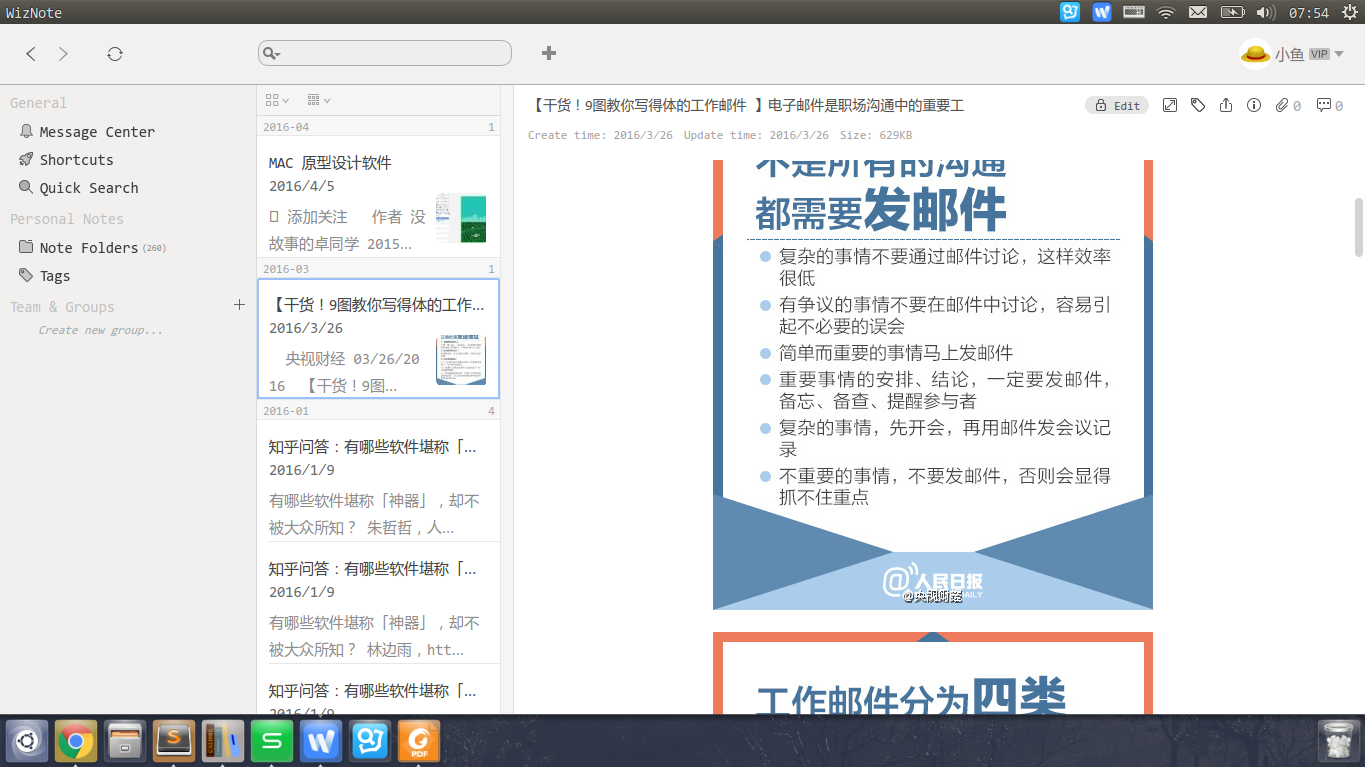 WizNote
07:54
小鱼 VIP
General
Message Center
Shortcuts
Quick Search
Personal Notes
Note Folders (260)
Tags
Team & Groups
Create new group...
2016-04 1
MAC 原型设计软件
2016/4/5
添加关注 作者 没
故事的卓同学 2015...
2016-03 1
【干货！9图教你写得体的工作...
2016/3/26
央视财经 03/26/20
16 【干货！9图...
2016-01 4
知乎问答：有哪些软件堪称「...
2016/1/9
有哪些软件堪称「神器」，却不
被大众所知？ 朱哲哲，人...
知乎问答：有哪些软件堪称「...
2016/1/9
有哪些软件堪称「神器」，却不
被大众所知？ 林边雨，htt...
知乎问答：有哪些软件堪称「...
2016/1/9
【干货！9图教你写得体的工作邮件 】电子邮件是职场沟通中的重要工
Edit
0
0
Create time: 2016/3/26 Update time: 2016/3/26 Size: 629KB
不是所有的沟通
都需要发邮件
复杂的事情不要通过邮件讨论，这样效率
很低
有争议的事情不要在邮件中讨论，容易引
起不必要的误会
简单而重要的事情马上发邮件
重要事情的安排、结论，一定要发邮件，
备忘、备查、提醒参与者
复杂的事情，先开会，再用邮件发会议记
录
不重要的事情，不要发邮件，否则会显得
抓不住重点
@人民日报
@央视财经
工作邮件分为四类
PDF